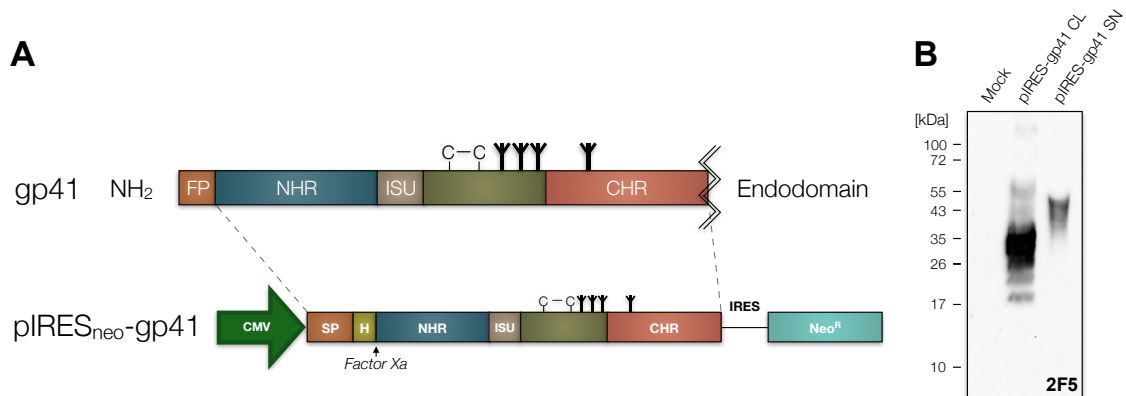 A
gp41 NH₂ FP NHR ISU C–C CHR Endodomain
pIRESneo-gp41 CMV SP H NHR ISU C–C CHR IRES Neoᴿ
Factor Xa
B
Mock pIRES-gp41 CL pIRES-gp41 SN
[kDa]
100
72
55
43
35
26
17
10
2F5